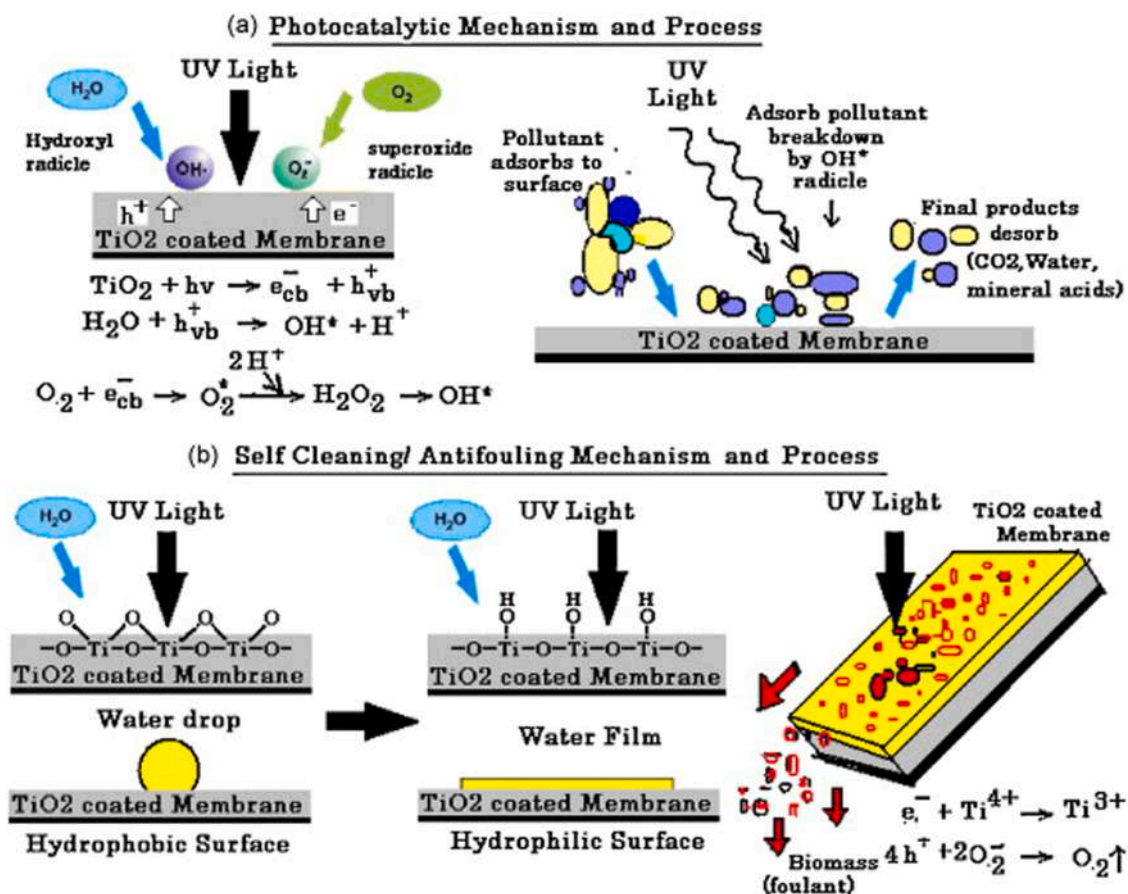 (a) Photocatalytic Mechanism and Process
UV Light
H₂O
O₂
Hydroxyl
radicle
OH·
O₂⁻
superoxide
radicle
h⁺
e⁻
TiO2 coated Membrane
TiO₂ + hv → e⁻cb + h⁺vb
H₂O + h⁺vb → OH* + H⁺
2H⁺
O.₂ + e⁻cb → O.₂* → H₂O₂ → OH*
UV
Light
Pollutant
adsorbs to
surface
Adsorb pollutant
breakdown
by OH*
radicle
Final products
desorb
(CO2,Water,
mineral acids)
TiO2 coated Membrane
(b) Self Cleaning/ Antifouling Mechanism and Process
H₂O
UV Light
O O O O
–O–Ti–O–Ti–O–Ti–O–
TiO2 coated Membrane
Water drop
TiO2 coated Membrane
Hydrophobic Surface
H₂O
UV Light
H H H
O O O
–O–Ti–O–Ti–O–Ti–O–
TiO2 coated Membrane
Water Film
TiO2 coated Membrane
Hydrophilic Surface
UV Light
TiO2 coated
Membrane
Biomass
(foulant)
e⁻ + Ti⁴⁺ → Ti³⁺
4h⁺ +2O.₂⁻ → O.₂↑